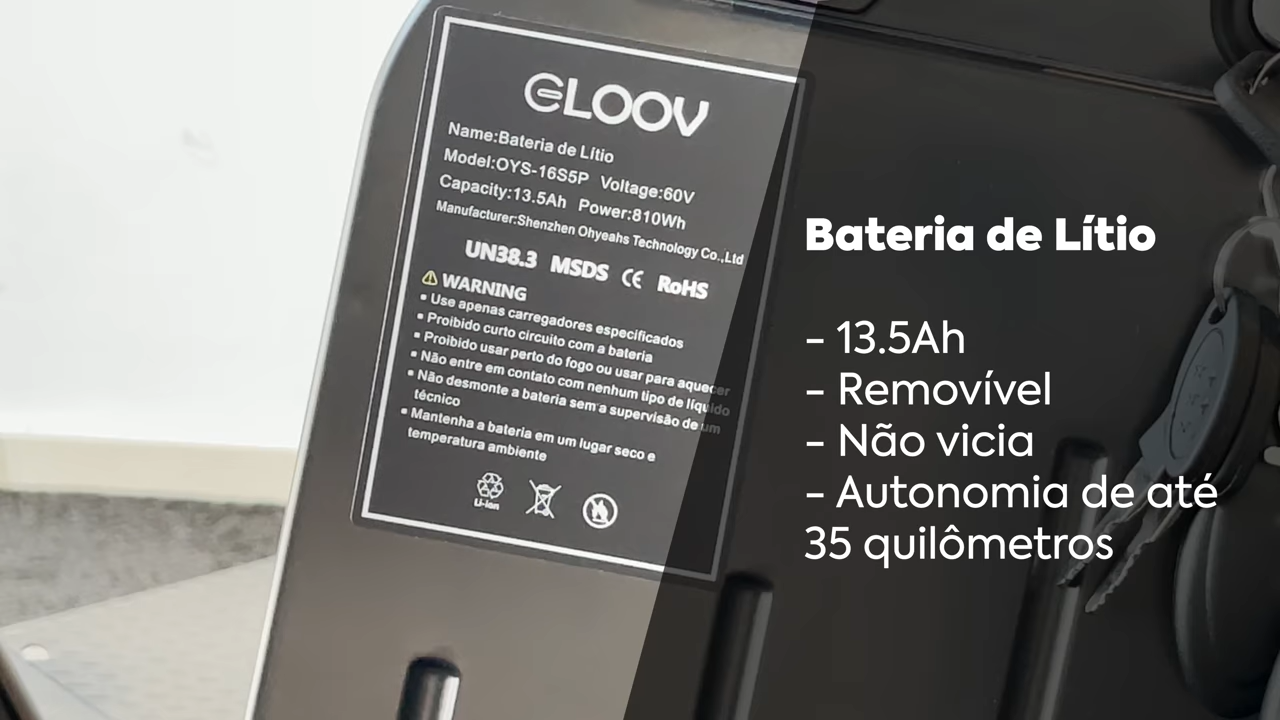 GLOOV
Name:Bateria de Lítio
Model:OYS-16S5P Voltage:60V
Capacity:13.5Ah Power:810Wh
Manufacturer:Shenzhen Ohyeahs Technology Co.,Ltd
UN38.3 MSDS CE RoHS
WARNING
▪ Use apenas carregadores especificados
▪ Proibido curto circuito com a bateria
▪ Proibido usar perto do fogo ou usar para aquecer
▪ Não entre em contato com nenhum tipo de líquido
▪ Não desmonte a bateria sem a supervisão de um
técnico
▪ Mantenha a bateria em um lugar seco e
temperatura ambiente
Li-ion
Bateria de Lítio
- 13.5Ah
- Removível
- Não vicia
- Autonomia de até
35 quilômetros